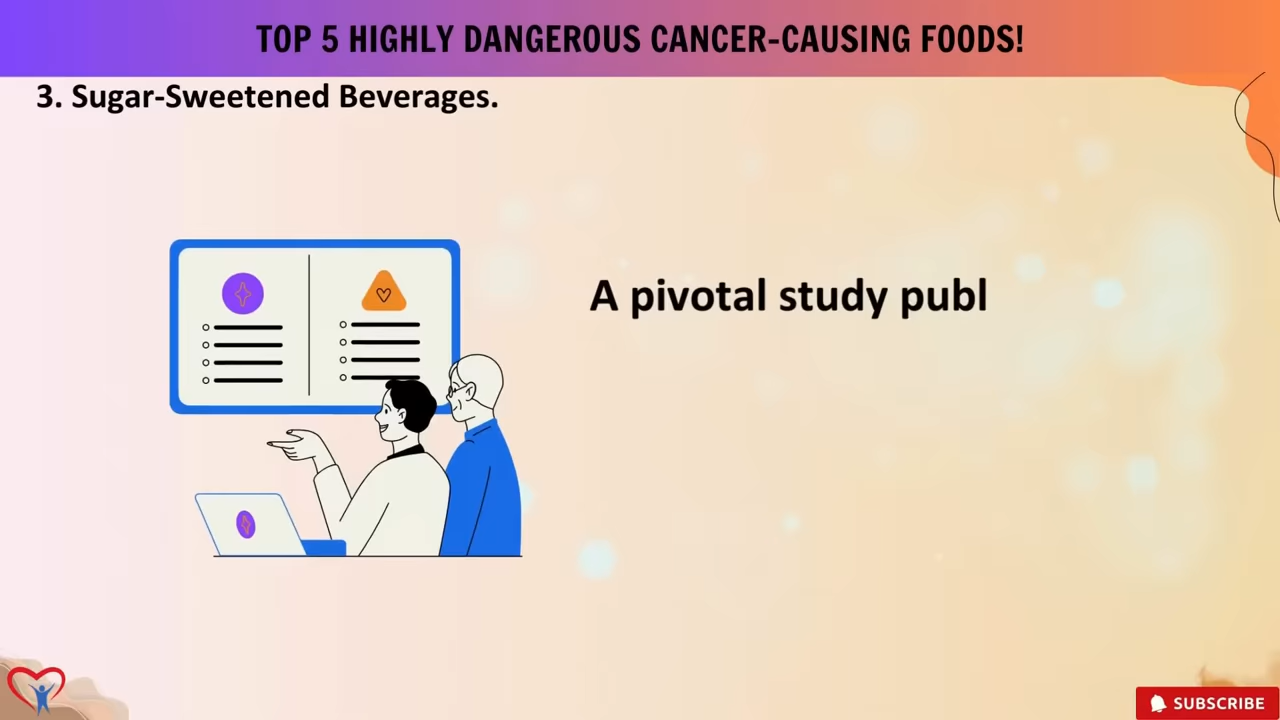 TOP 5 HIGHLY DANGEROUS CANCER-CAUSING FOODS!
3. Sugar-Sweetened Beverages.
A pivotal study publ
SUBSCRIBE